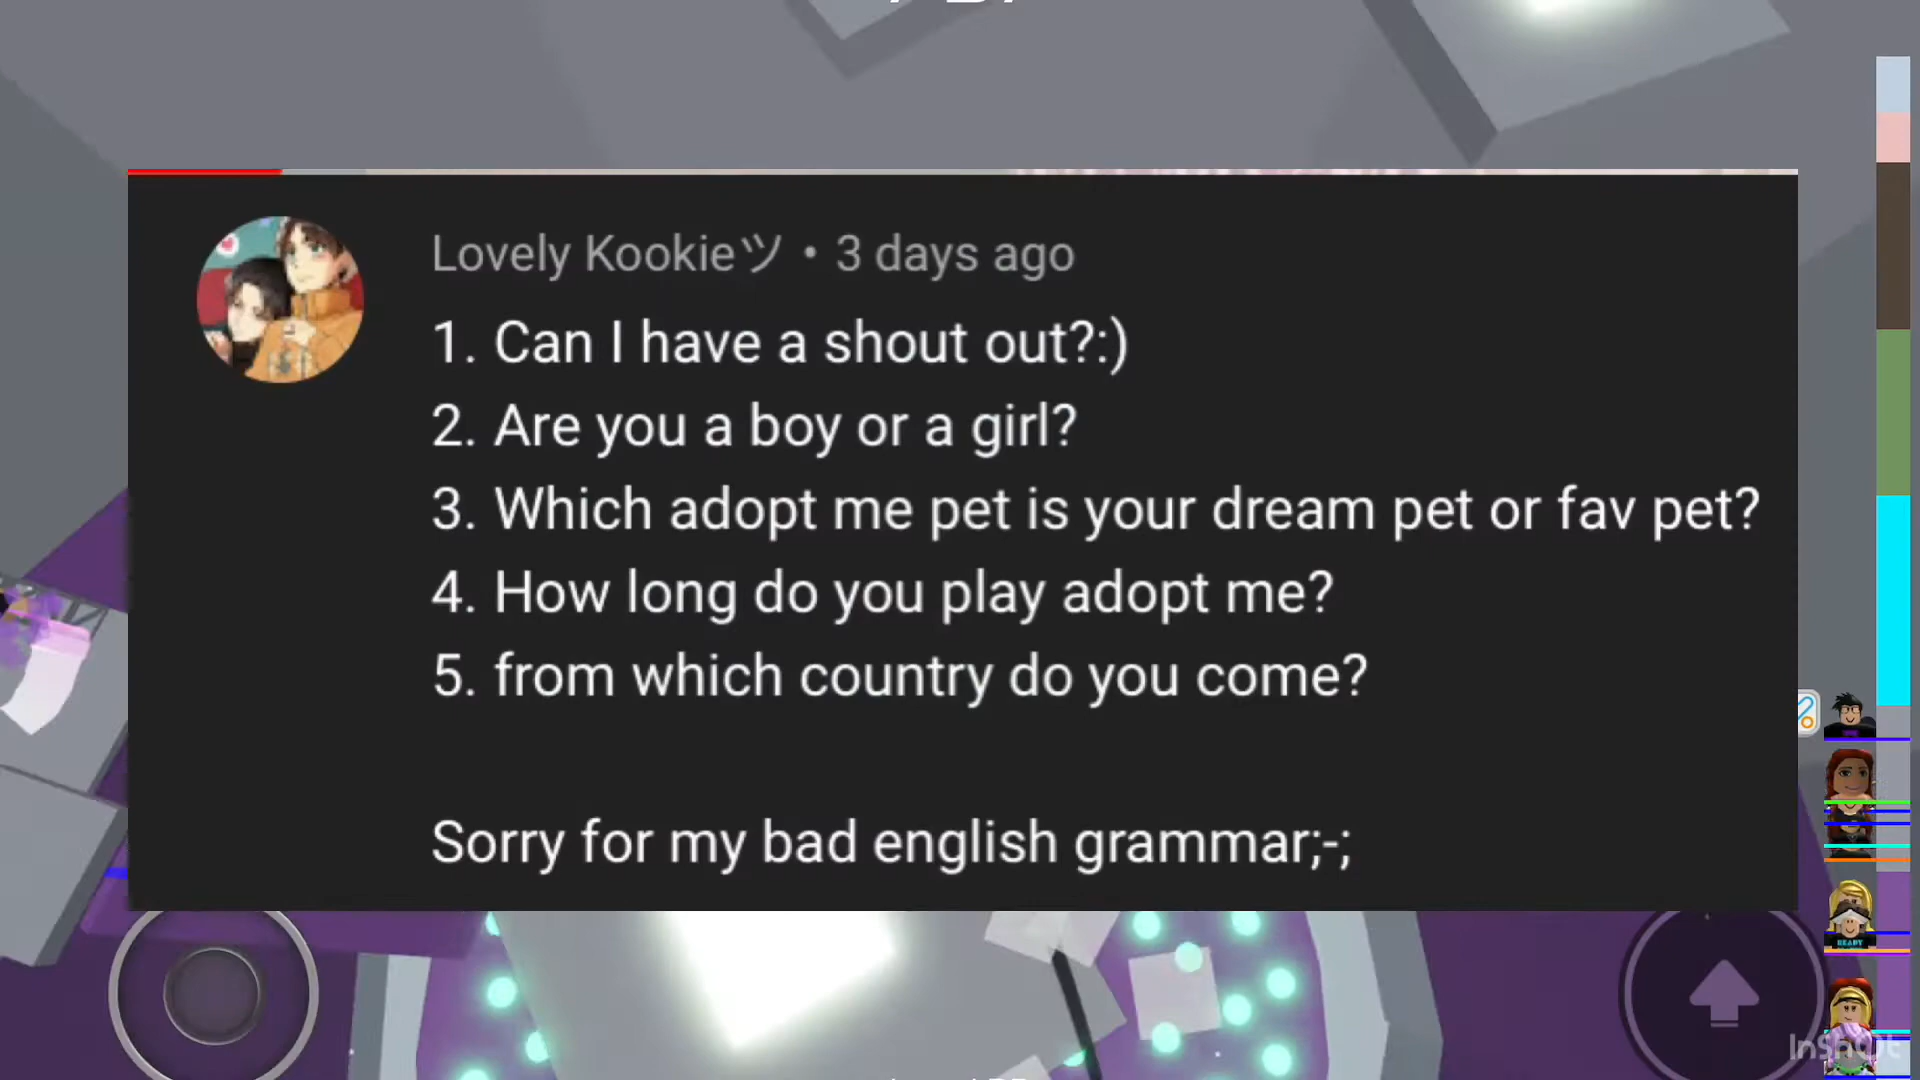 Lovely Kookieツ • 3 days ago
1. Can I have a shout out?:)
2. Are you a boy or a girl?
3. Which adopt me pet is your dream pet or fav pet?
4. How long do you play adopt me?
5. from which country do you come?
Sorry for my bad english grammar;-;
READY
InShOt